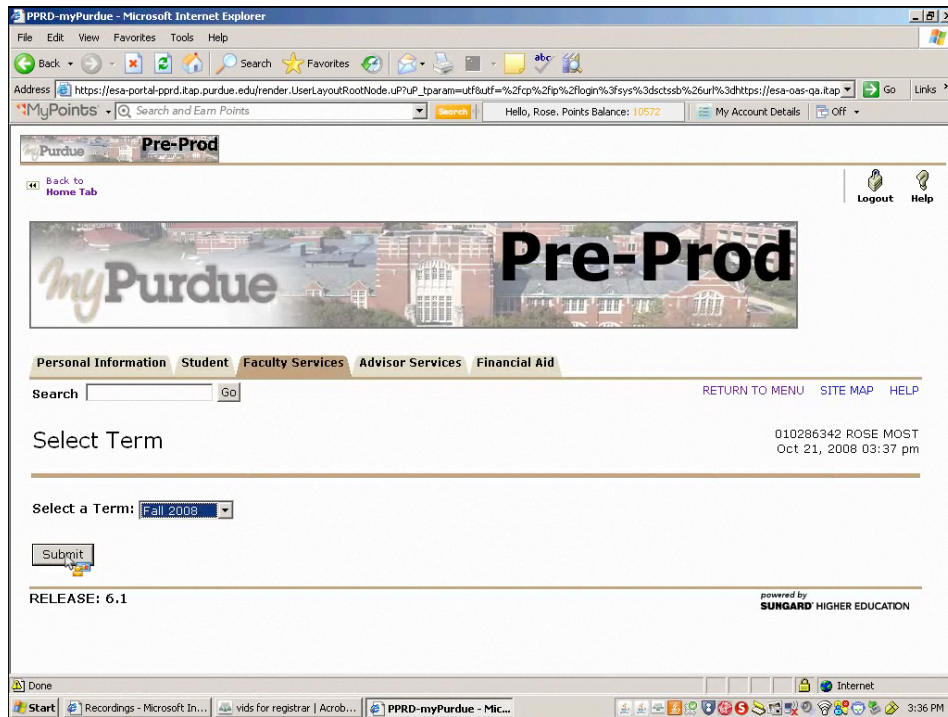 PPRD-myPurdue - Microsoft Internet Explorer
File Edit View Favorites Tools Help
Back Search Favorites abc
Address https://esa-portal-pprd.itap.purdue.edu/render.UserLayoutRootNode.uP?uP_tparam=utf&utf=%2fcp%2fip%2flogin%3fsys%3dsctssb%26url%3dhttps://esa-oas-qa.itap Go Links
MyPoints Search and Earn Points Search Hello, Rose. Points Balance: 10572 My Account Details Off
myPurdue Pre-Prod
Back to
Home Tab
Logout Help
myPurdue Pre-Prod
Personal Information Student Faculty Services Advisor Services Financial Aid
Search Go RETURN TO MENU SITE MAP HELP
Select Term
010286342 ROSE MOST
Oct 21, 2008 03:37 pm
Select a Term: Fall 2008
Submit
RELEASE: 6.1
powered by
SUNGARD HIGHER EDUCATION
Done Internet
Start Recordings - Microsoft In... vids for registrar | Acrob... PPRD-myPurdue - Mic... 3:36 PM